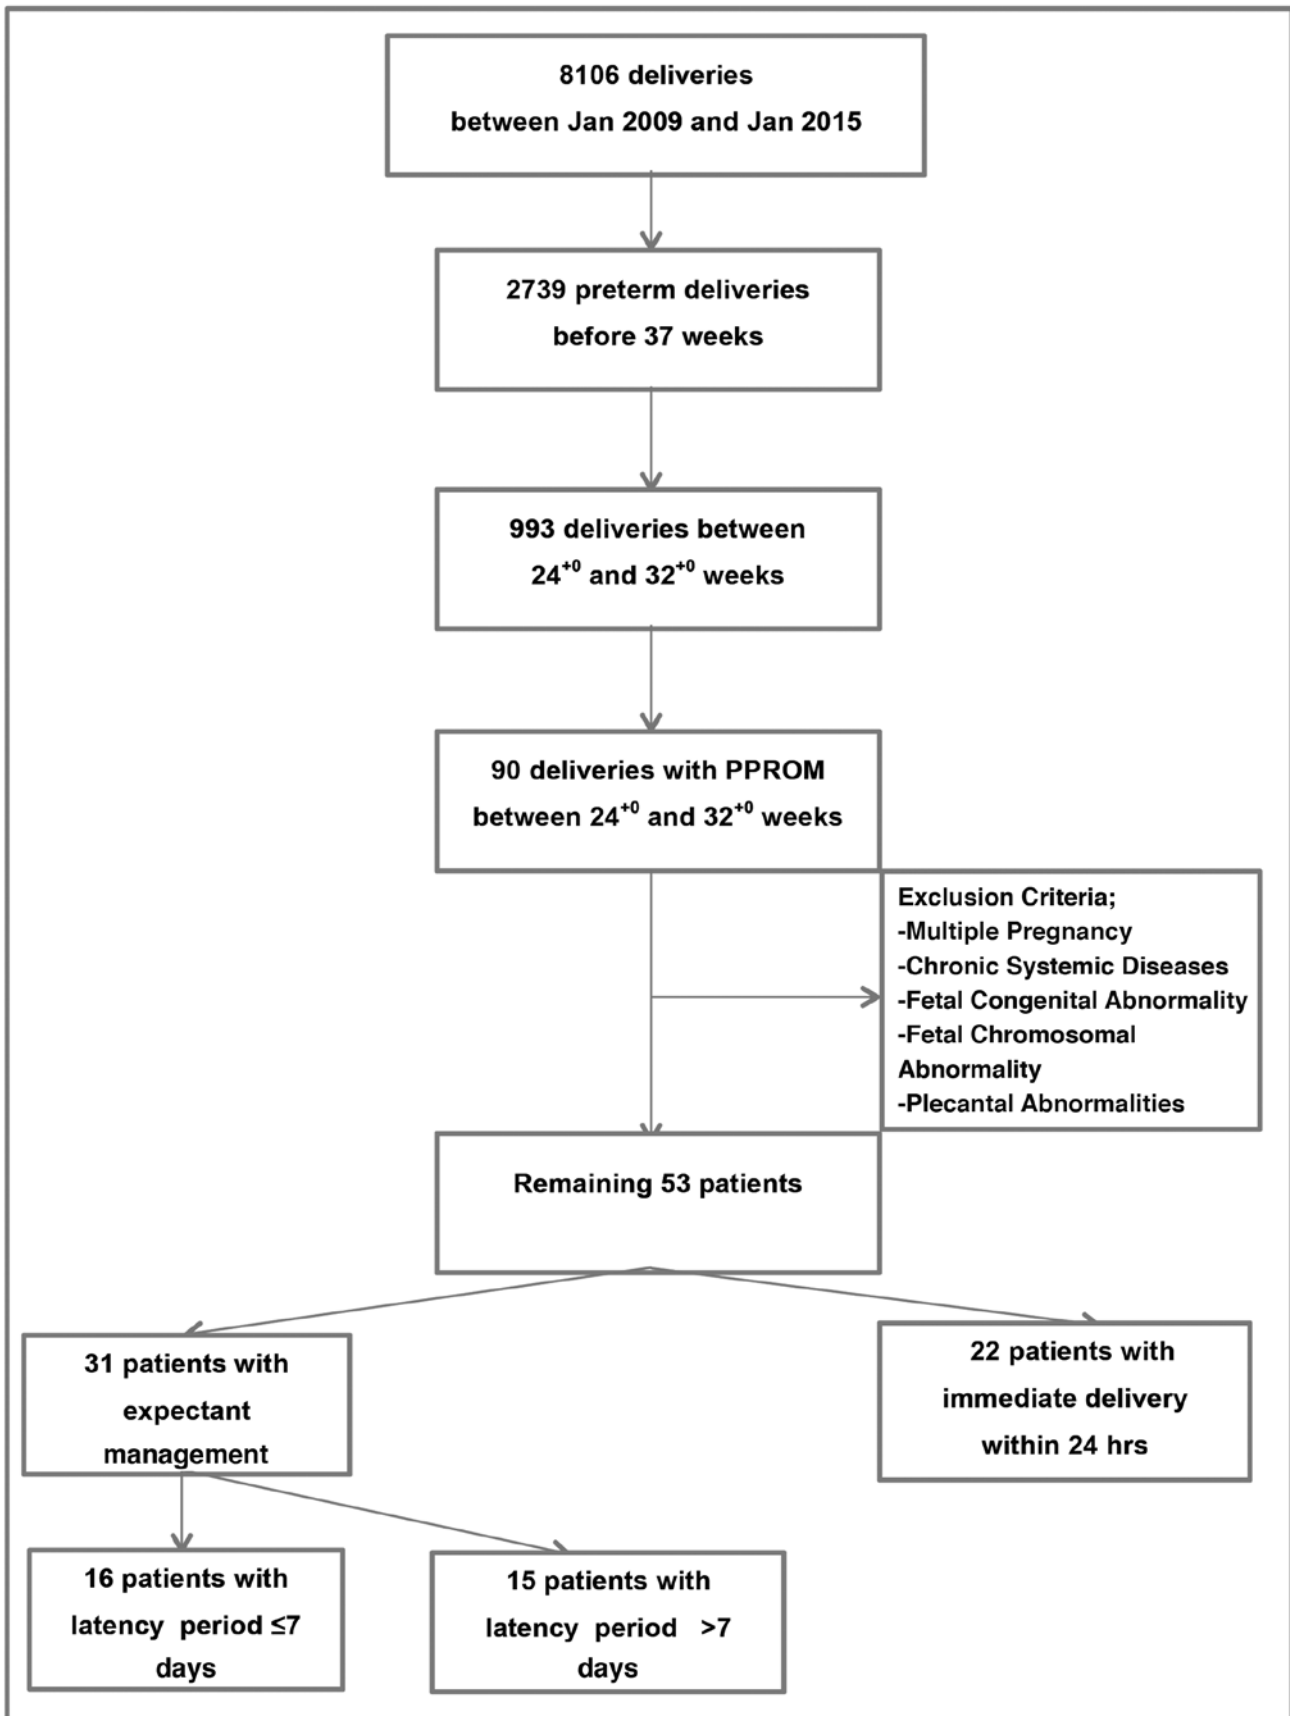 8106 deliveries
between Jan 2009 and Jan 2015
2739 preterm deliveries
before 37 weeks
993 deliveries between
24⁺⁰ and 32⁺⁰ weeks
90 deliveries with PPROM
between 24⁺⁰ and 32⁺⁰ weeks
Exclusion Criteria;
-Multiple Pregnancy
-Chronic Systemic Diseases
-Fetal Congenital Abnormality
-Fetal Chromosomal
Abnormality
-Plecantal Abnormalities
Remaining 53 patients
31 patients with
expectant
management
22 patients with
immediate delivery
within 24 hrs
16 patients with
latency period ≤7
days
15 patients with
latency period >7
days